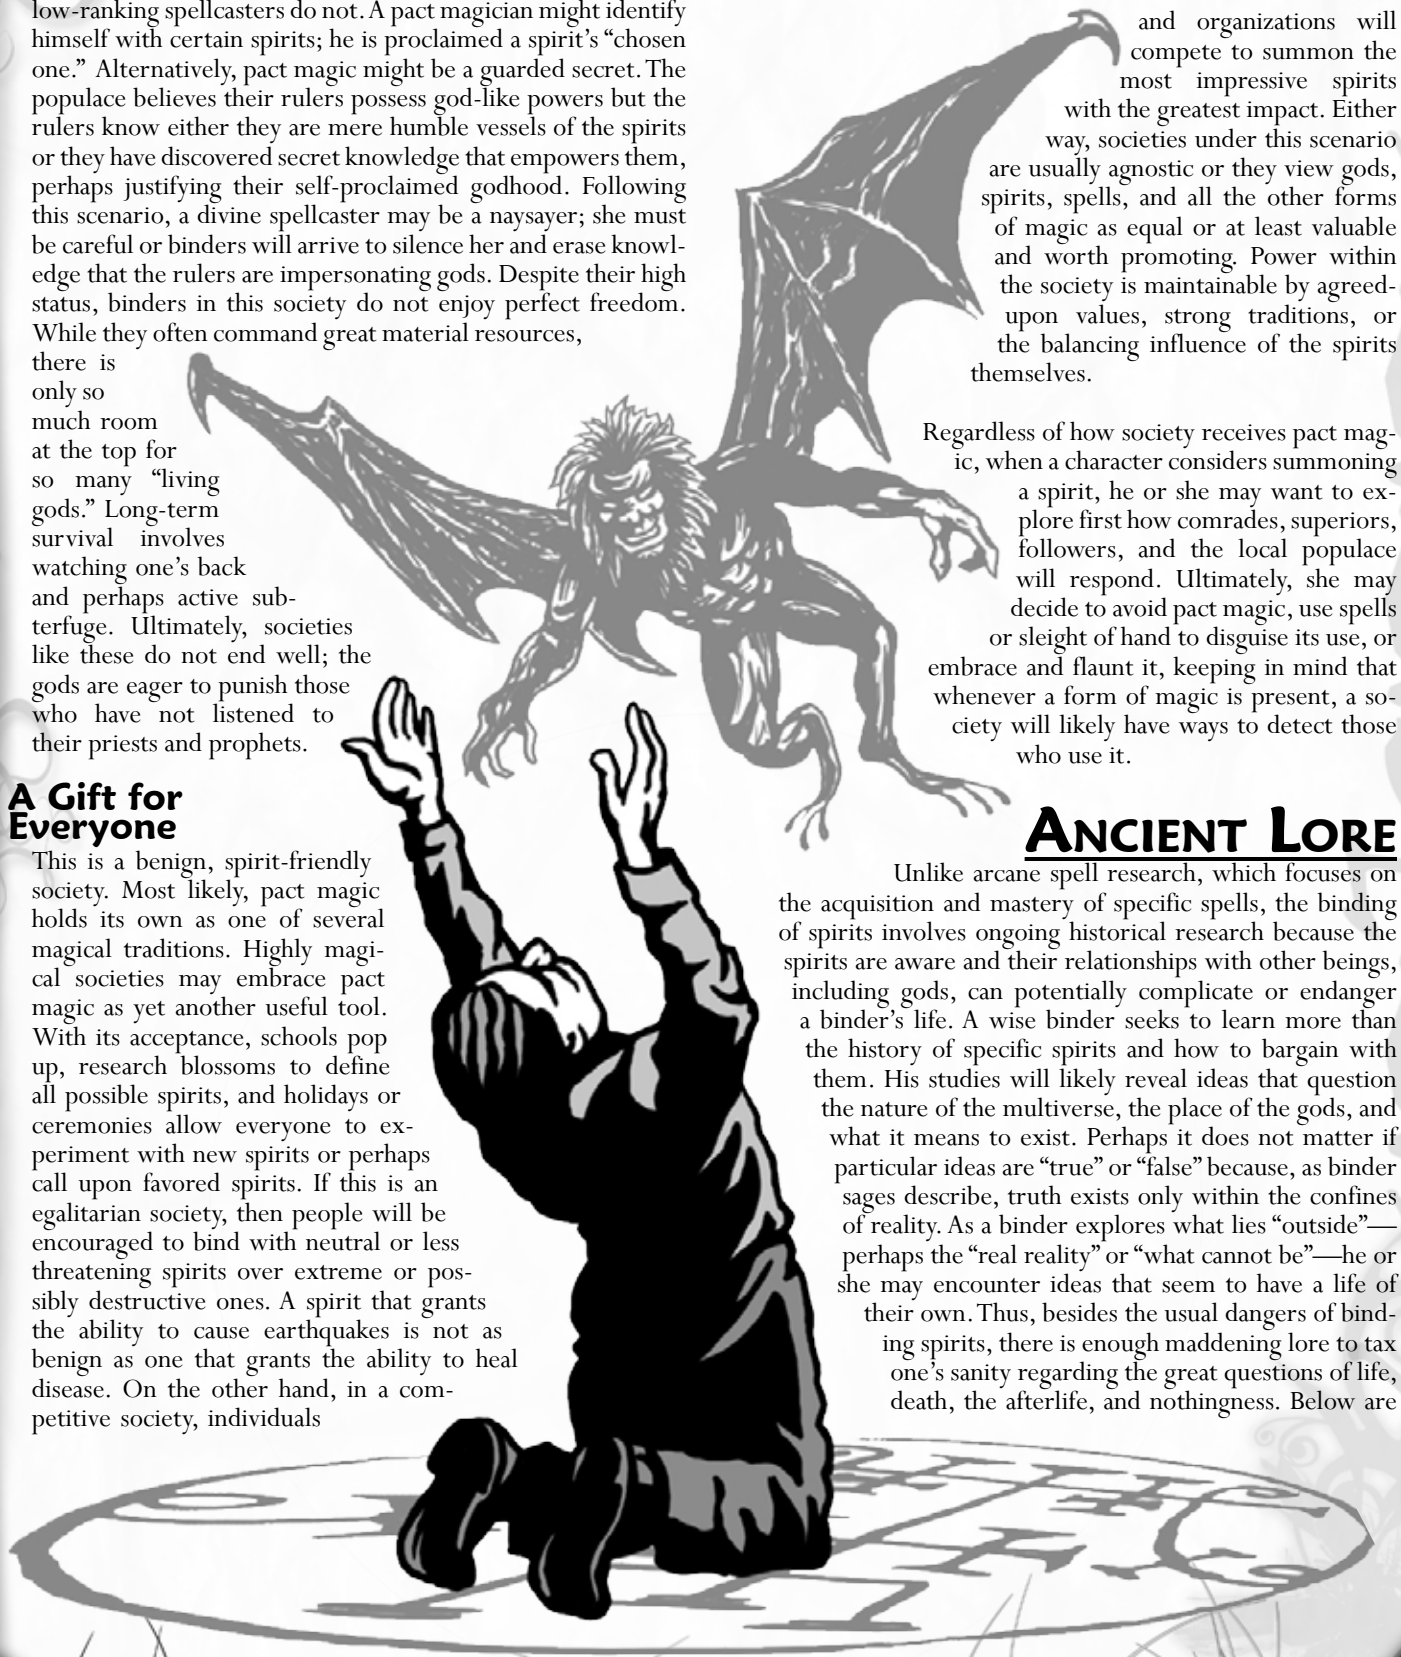 low-ranking spellcasters do not. A pact magician might identify
himself with certain spirits; he is proclaimed a spirit’s “chosen
one.” Alternatively, pact magic might be a guarded secret. The
populace believes their rulers possess god-like powers but the
rulers know either they are mere humble vessels of the spirits
or they have discovered secret knowledge that empowers them,
perhaps justifying their self-proclaimed godhood. Following
this scenario, a divine spellcaster may be a naysayer; she must
be careful or binders will arrive to silence her and erase knowl-
edge that the rulers are impersonating gods. Despite their high
status, binders in this society do not enjoy perfect freedom.
While they often command great material resources,
there is
only so
much room
at the top for
so many “living
gods.” Long-term
survival involves
watching one’s back
and perhaps active sub-
terfuge. Ultimately, societies
like these do not end well; the
gods are eager to punish those
who have not listened to
their priests and prophets.
A Gift for
Everyone
This is a benign, spirit-friendly
society. Most likely, pact magic
holds its own as one of several
magical traditions. Highly magi-
cal societies may embrace pact
magic as yet another useful tool.
With its acceptance, schools pop
up, research blossoms to define
all possible spirits, and holidays or
ceremonies allow everyone to ex-
periment with new spirits or perhaps
call upon favored spirits. If this is an
egalitarian society, then people will be
encouraged to bind with neutral or less
threatening spirits over extreme or pos-
sibly destructive ones. A spirit that grants
the ability to cause earthquakes is not as
benign as one that grants the ability to heal
disease. On the other hand, in a com-
petitive society, individuals
and organizations will
compete to summon the
most impressive spirits
with the greatest impact. Either
way, societies under this scenario
are usually agnostic or they view gods,
spirits, spells, and all the other forms
of magic as equal or at least valuable
and worth promoting. Power within
the society is maintainable by agreed-
upon values, strong traditions, or
the balancing influence of the spirits
themselves.
Regardless of how society receives pact mag-
ic, when a character considers summoning
a spirit, he or she may want to ex-
plore first how comrades, superiors,
followers, and the local populace
will respond. Ultimately, she may
decide to avoid pact magic, use spells
or sleight of hand to disguise its use, or
embrace and flaunt it, keeping in mind that
whenever a form of magic is present, a so-
ciety will likely have ways to detect those
who use it.
ANCIENT LORE
Unlike arcane spell research, which focuses on
the acquisition and mastery of specific spells, the binding
of spirits involves ongoing historical research because the
spirits are aware and their relationships with other beings,
including gods, can potentially complicate or endanger
a binder’s life. A wise binder seeks to learn more than
the history of specific spirits and how to bargain with
them. His studies will likely reveal ideas that question
the nature of the multiverse, the place of the gods, and
what it means to exist. Perhaps it does not matter if
particular ideas are “true” or “false” because, as binder
sages describe, truth exists only within the confines
of reality. As a binder explores what lies “outside”—
perhaps the “real reality” or “what cannot be”—he or
she may encounter ideas that seem to have a life of
their own. Thus, besides the usual dangers of bind-
ing spirits, there is enough maddening lore to tax
one’s sanity regarding the great questions of life,
death, the afterlife, and nothingness. Below are